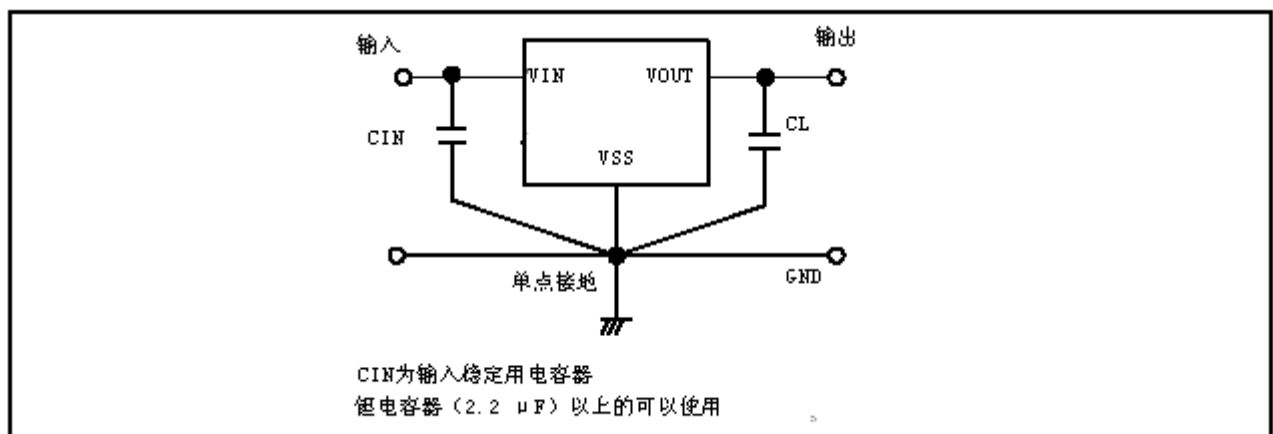 输入
输出
VIN
VOUT
CIN
CL
VSS
单点接地
GND
CIN为输入稳定用电容器
钽电容器（2.2 μF）以上的可以使用